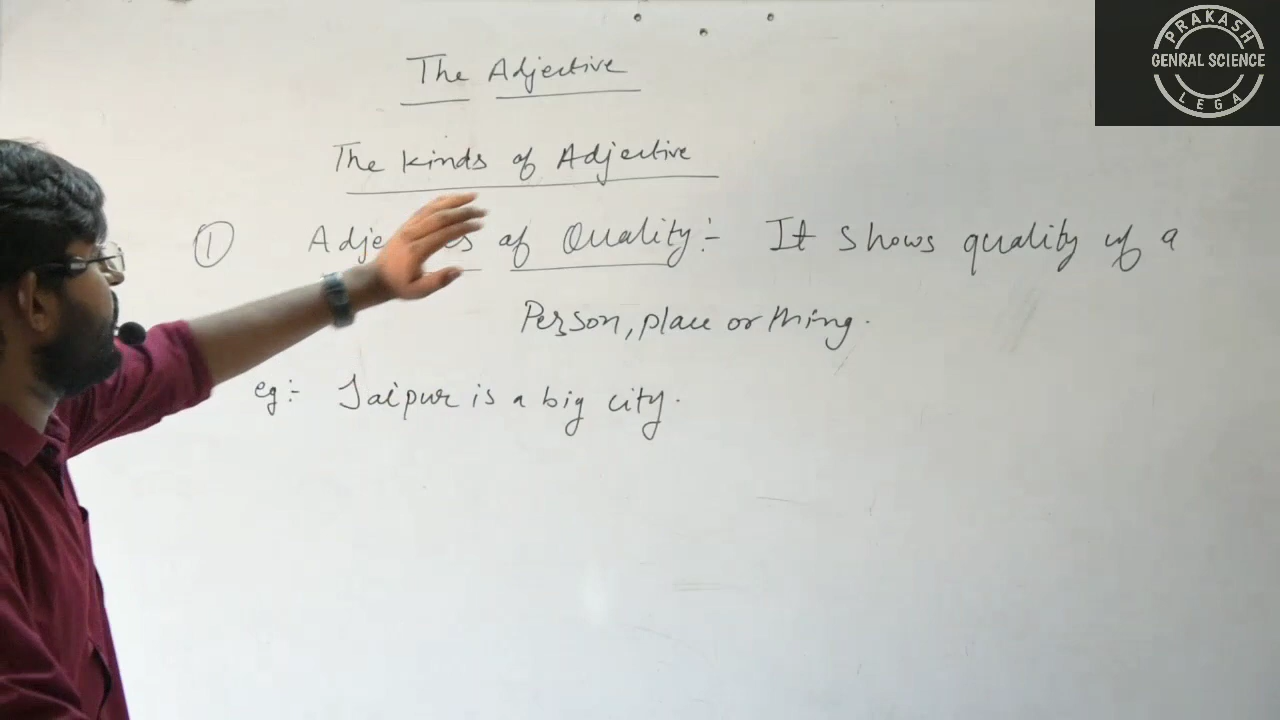 PRAKASH
GENRAL SCIENCE
LEGA
The Adjective
The kinds of Adjective
① of Quality:- It shows quality of a
Person, place or thing.
eg:- Jaipur is a big city.